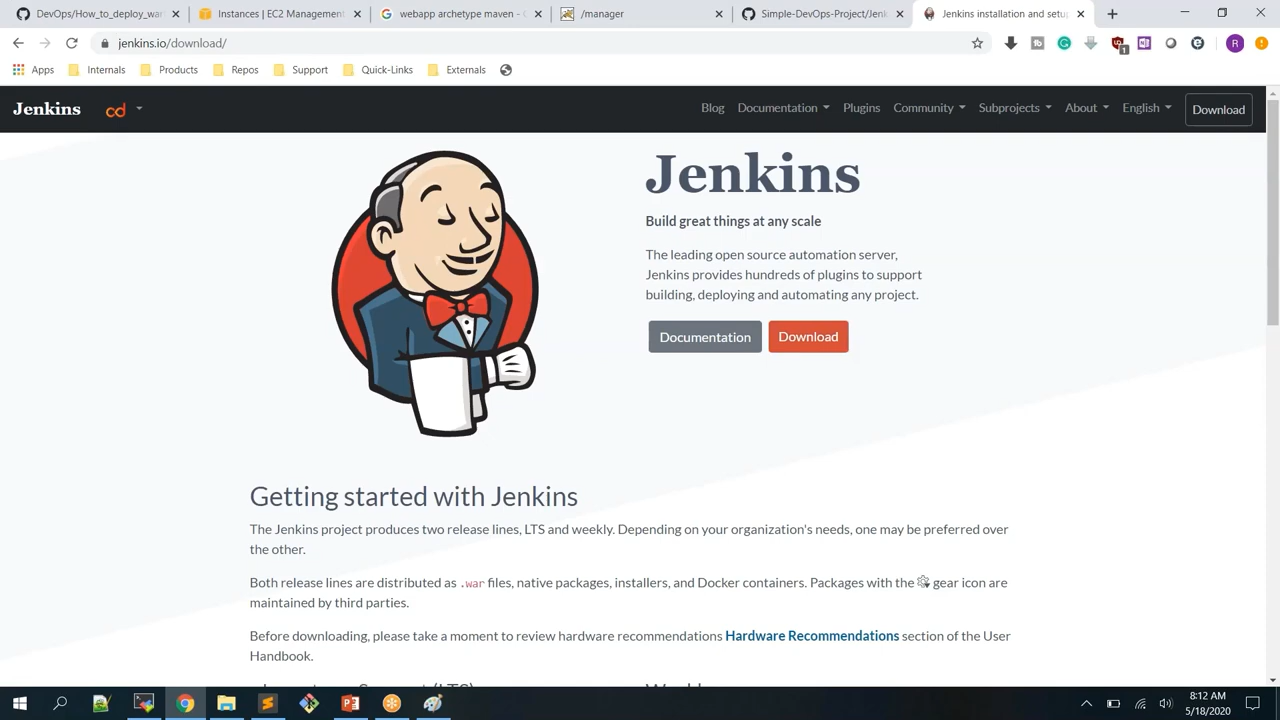 DevOps/How_to_deploy_war
Instances | EC2 Management
webapp archetype maven - G
/manager
Simple-DevOps-Project/Jenk
Jenkins installation and setup
jenkins.io/download/
1
R
Apps
Internals
Products
Repos
Support
Quick-Links
Externals
Jenkins
cd
Blog
Documentation
Plugins
Community
Subprojects
About
English
Download
Jenkins
Build great things at any scale
The leading open source automation server,
Jenkins provides hundreds of plugins to support
building, deploying and automating any project.
Documentation
Download
Getting started with Jenkins
The Jenkins project produces two release lines, LTS and weekly. Depending on your organization's needs, one may be preferred over
the other.
Both release lines are distributed as .war files, native packages, installers, and Docker containers. Packages with the gear icon are
maintained by third parties.
Before downloading, please take a moment to review hardware recommendations Hardware Recommendations section of the User
Handbook.
8:12 AM
5/18/2020